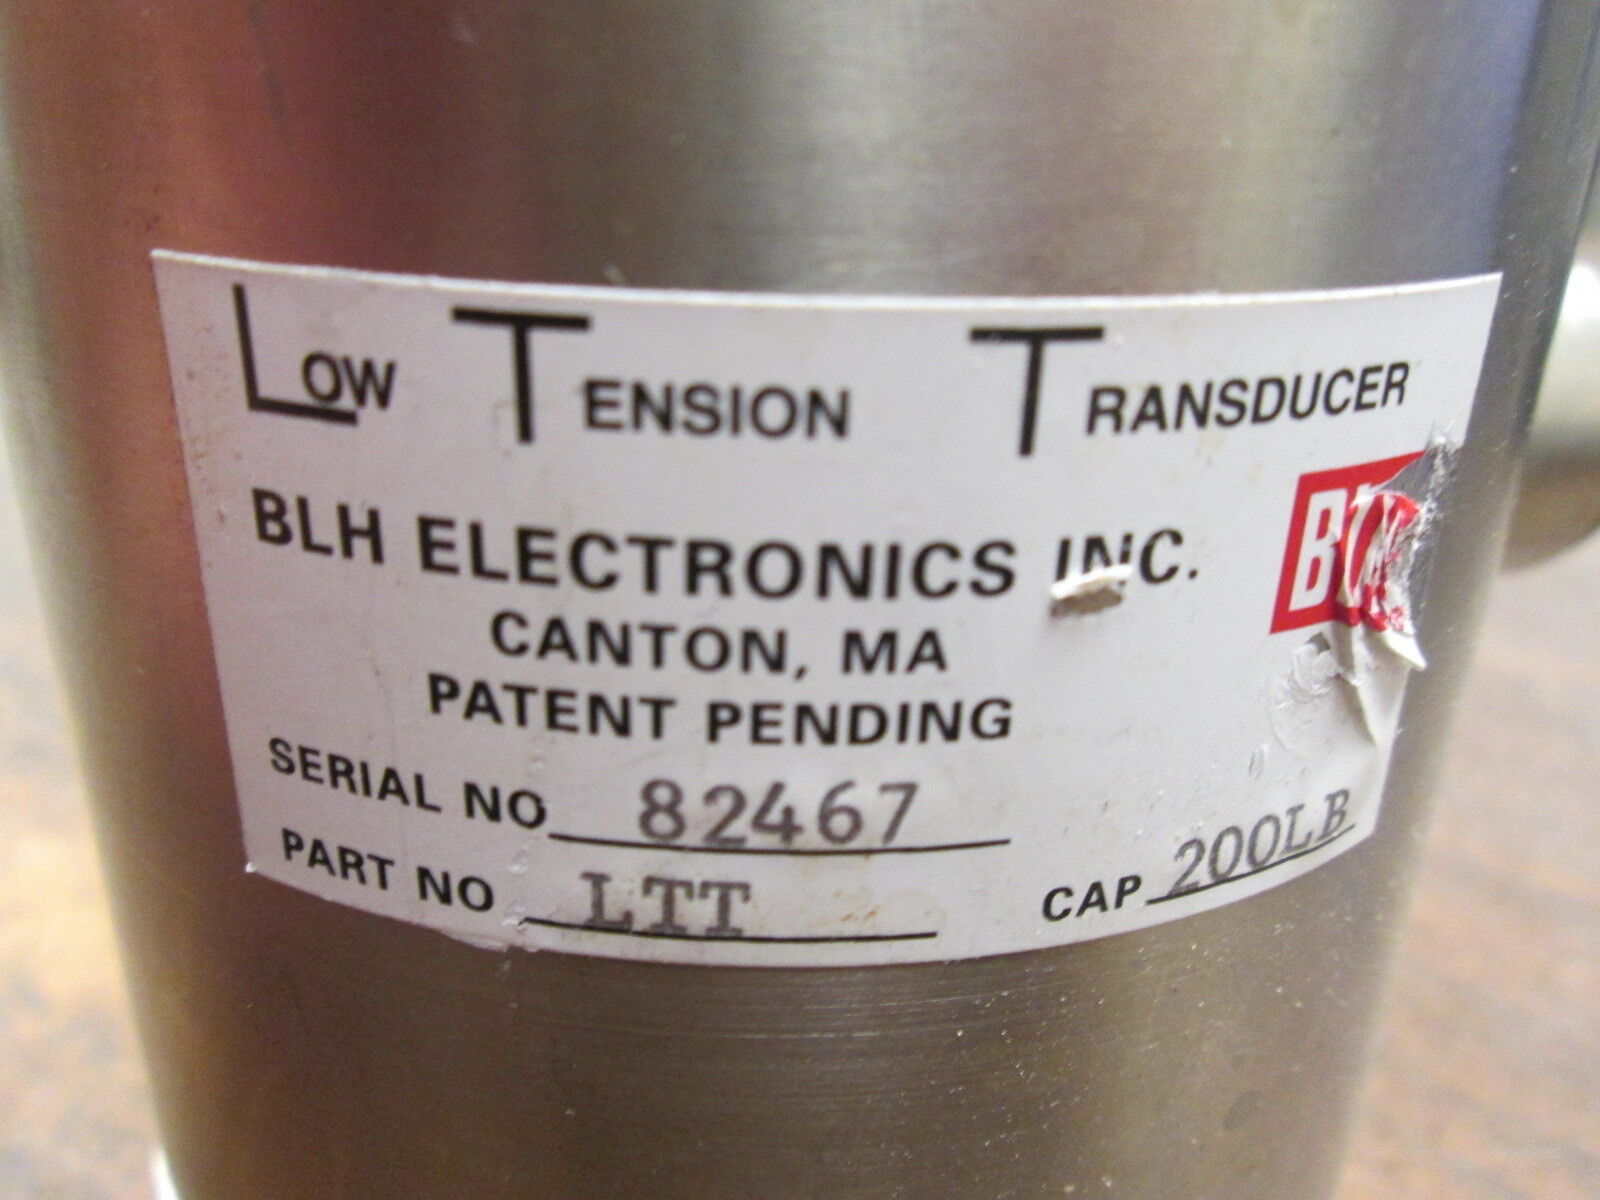 LOW TENSION TRANSDUCER
BLH ELECTRONICS INC.
CANTON, MA
PATENT PENDING
SERIAL NO 82467
PART NO LTT
CAP 200LB